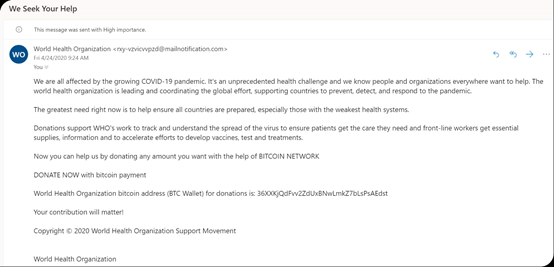 We Seek Your Help
This message was sent with High importance.
WO
World Health Organization <rxy-vzvicvvpzd@mailnotification.com>
Fri 4/24/2020 9:24 AM
You
We are all affected by the growing COVID-19 pandemic. It's an unprecedented health challenge and we know people and organizations everywhere want to help. The
world health organization is leading and coordinating the global effort, supporting countries to prevent, detect, and respond to the pandemic.
The greatest need right now is to help ensure all countries are prepared, especially those with the weakest health systems.
Donations support WHO's work to track and understand the spread of the virus to ensure patients get the care they need and front-line workers get essential
supplies, information and to accelerate efforts to develop vaccines, test and treatments.
Now you can help us by donating any amount you want with the help of BITCOIN NETWORK
DONATE NOW with bitcoin payment
World Health Organization bitcoin address (BTC Wallet) for donations is: 36XXKjQdFvv2ZdUxBNwLmkZ7bLsPsAEdst
Your contribution will matter!
Copyright © 2020 World Health Organization Support Movement
World Health Organization